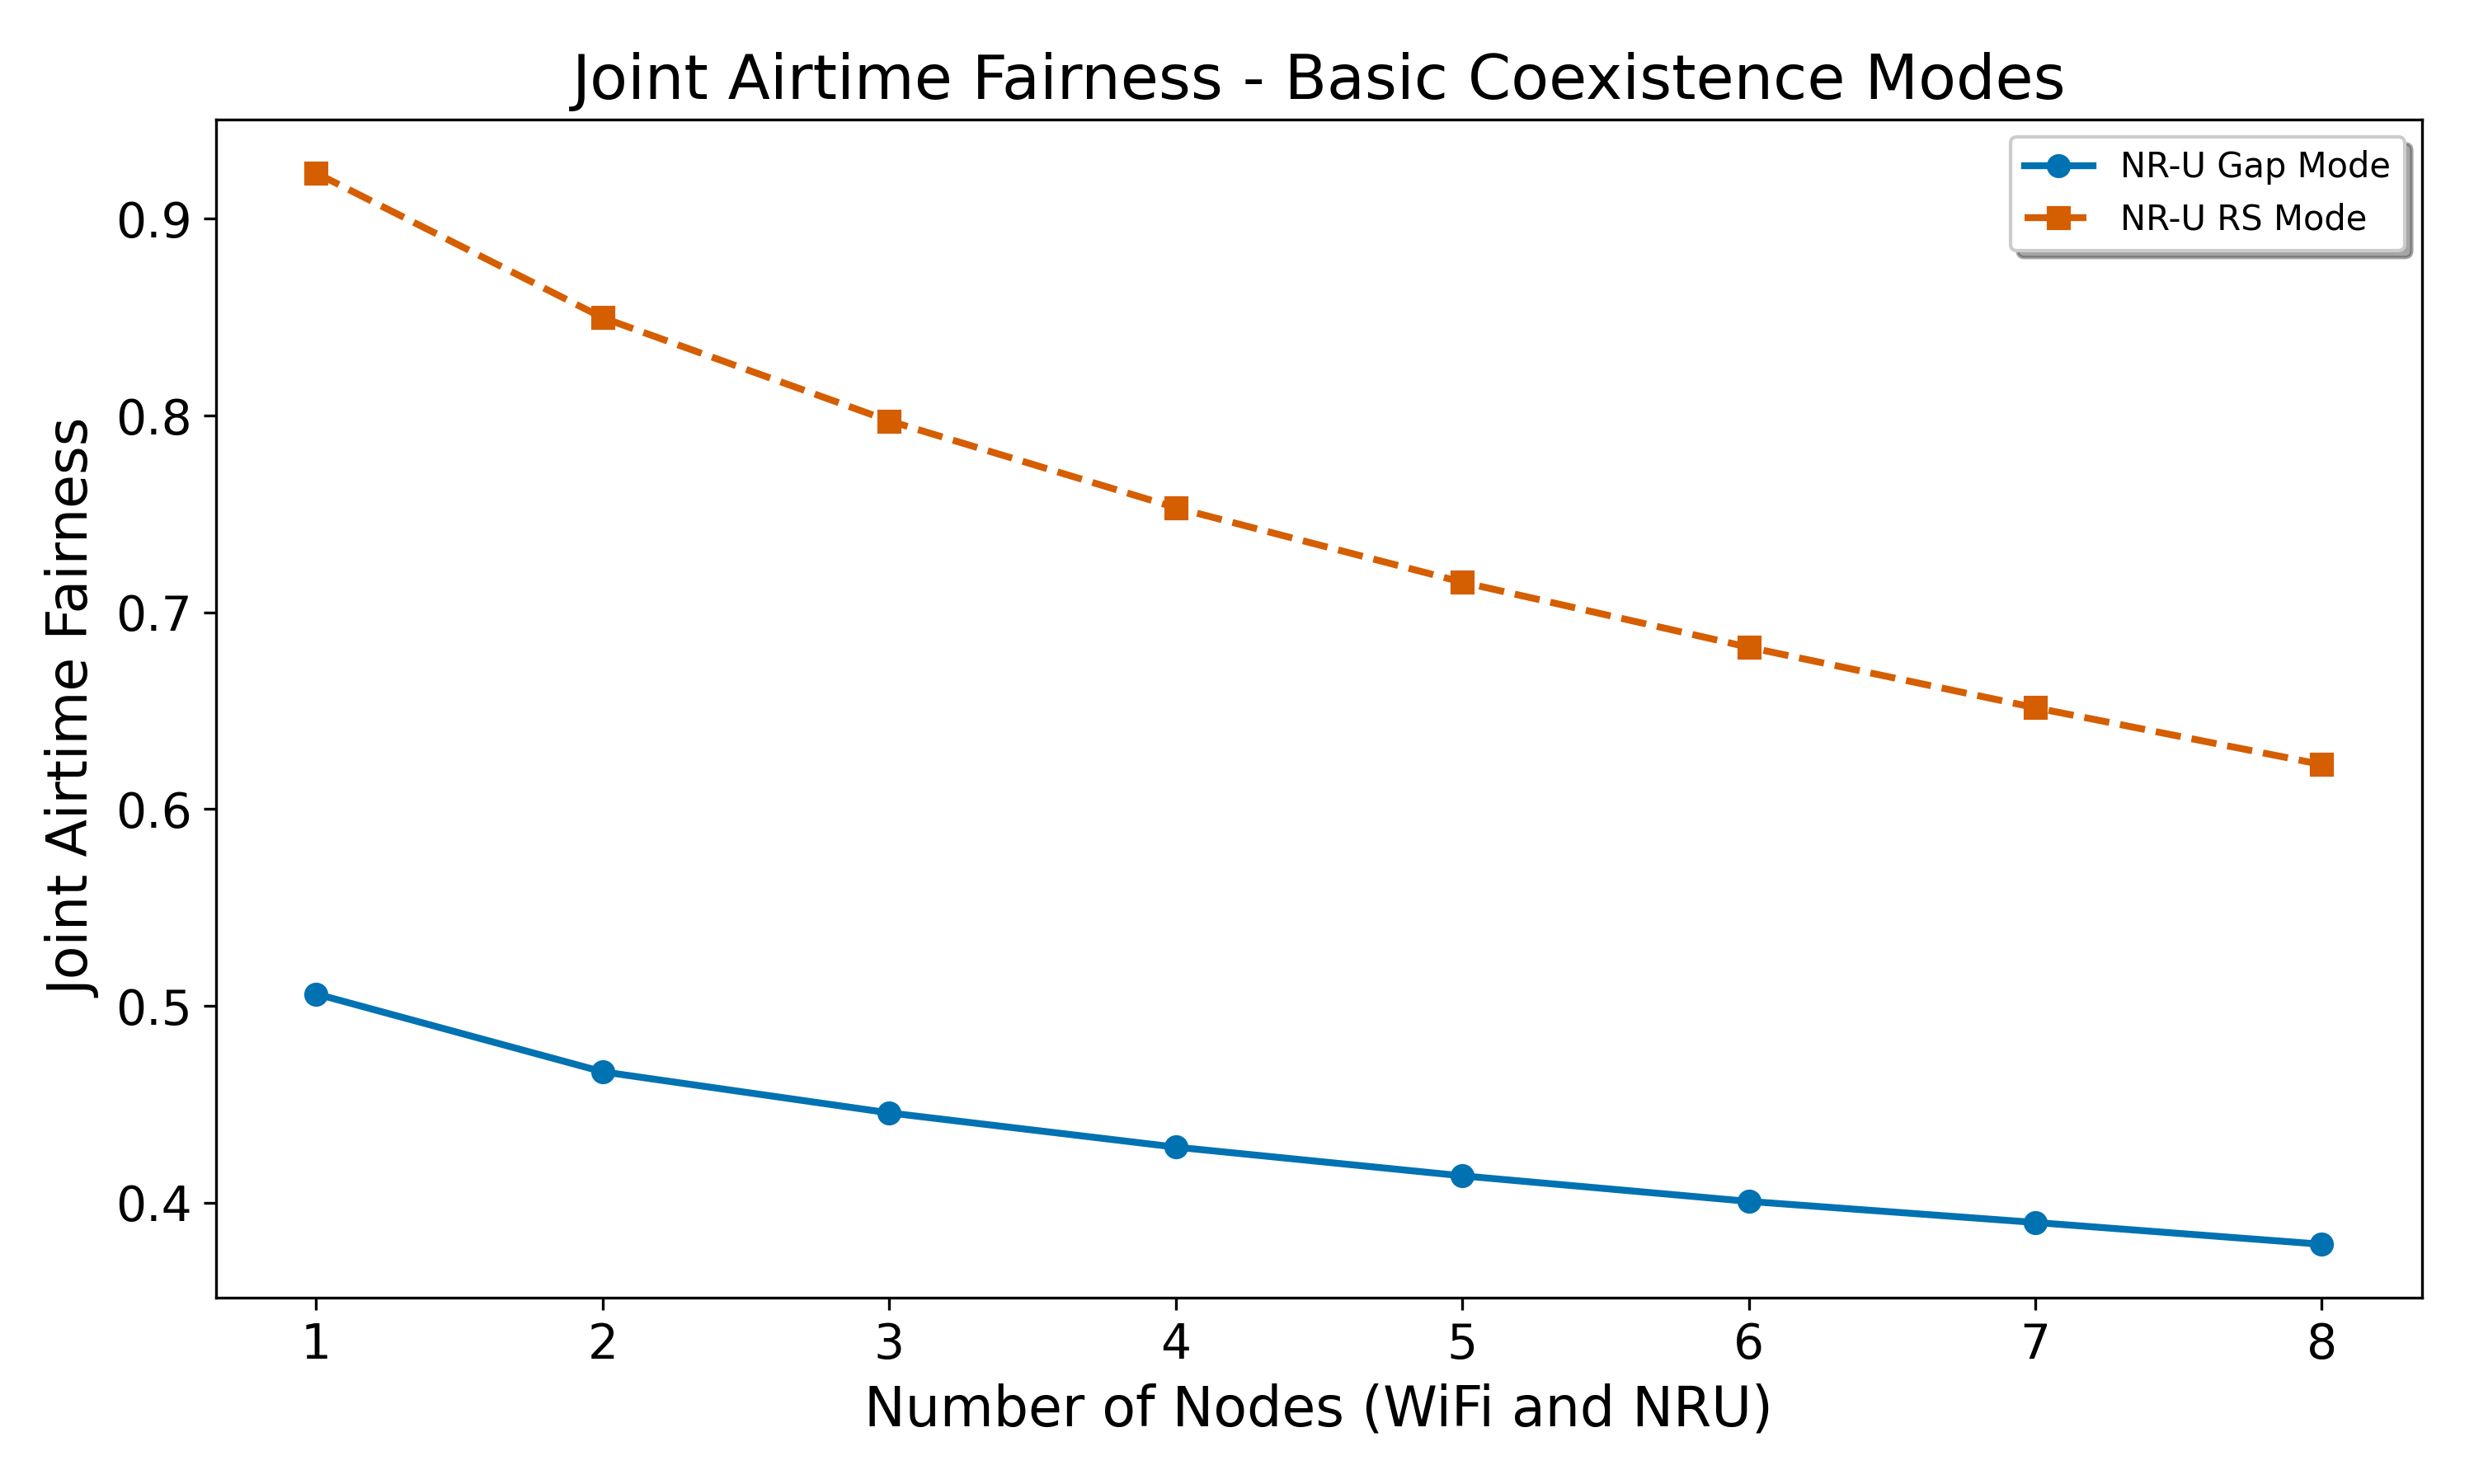 Joint Airtime Fairness - Basic Coexistence Modes
NR-U Gap Mode
NR-U RS Mode
Joint Airtime Fairness
0.9
0.8
0.7
0.6
0.5
0.4
1 2 3 4 5 6 7 8
Number of Nodes (WiFi and NRU)